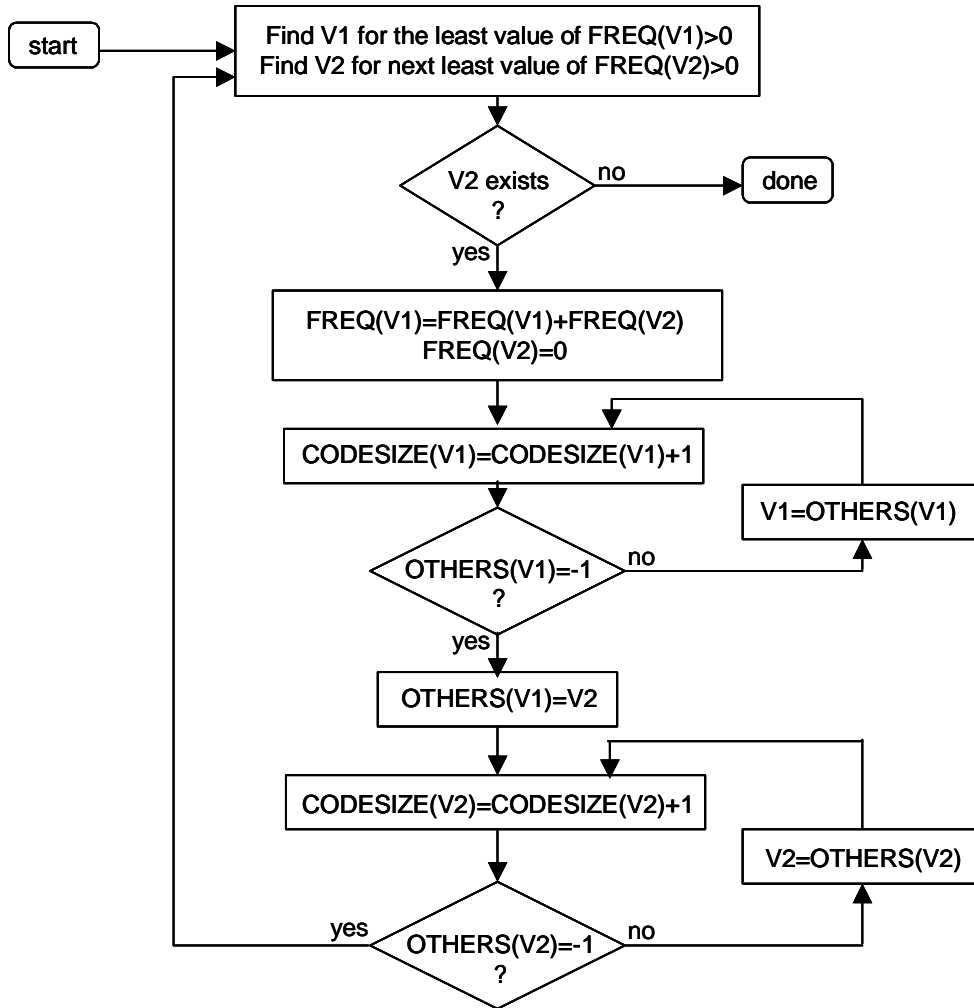 start
Find V1 for the least value of FREQ(V1)>0
Find V2 for next least value of FREQ(V2)>0
V2 exists
?
no
done
yes
FREQ(V1)=FREQ(V1)+FREQ(V2)
FREQ(V2)=0
CODESIZE(V1)=CODESIZE(V1)+1
V1=OTHERS(V1)
OTHERS(V1)=-1
?
no
yes
OTHERS(V1)=V2
CODESIZE(V2)=CODESIZE(V2)+1
V2=OTHERS(V2)
yes
OTHERS(V2)=-1
?
no